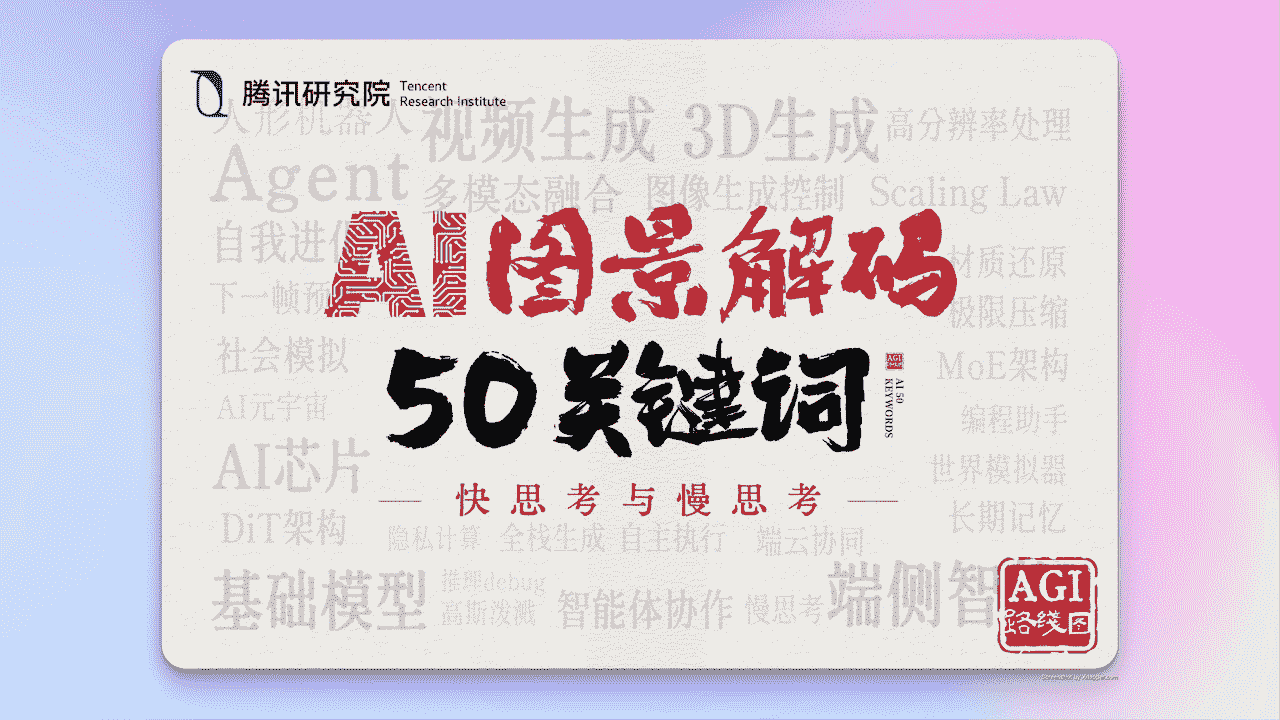 腾讯研究院
Tencent
Research Institute
人形机器人
视频生成 3D生成
高分辨率处理
Agent
多模态融合 图像生成控制 Scaling Law
自我进化
AI图景解码
材质还原
下一帧预
极限压缩
社会模拟
50关键词
AGI
AI 50
KEYWORDS
MoE架构
AI元宇宙
编程助手
AI芯片
世界模拟器
快思考与慢思考
DiT架构
长期记忆
隐私计算 全栈生成 自主执行 端云协同
基础模型
推理debug
高斯泼溅
智能体协作 慢思考
端侧智
AGI
路线图